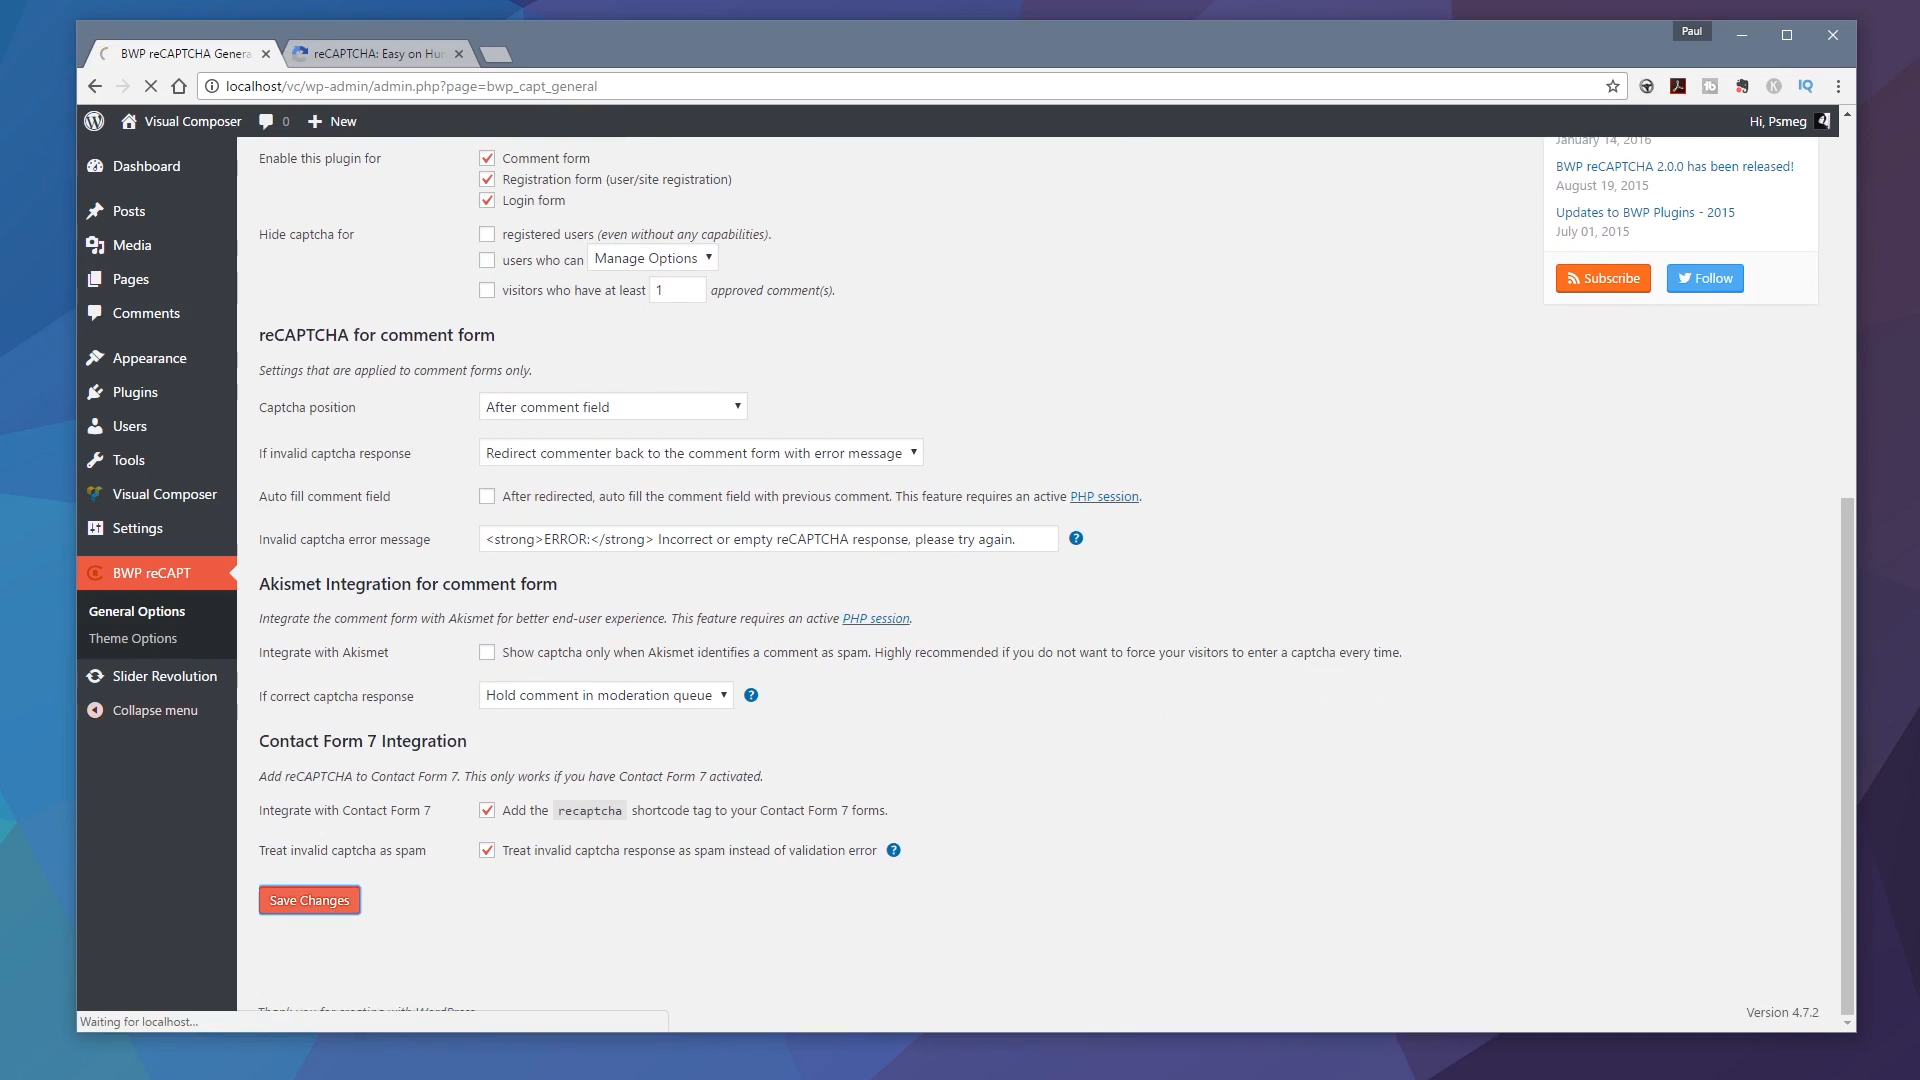 Paul
BWP reCAPTCHA Genera
reCAPTCHA: Easy on Hu
localhost/vc/wp-admin/admin.php?page=bwp_capt_general
Visual Composer 0 New
Hi, Psmeg
Dashboard
Posts
Media
Pages
Comments
Appearance
Plugins
Users
Tools
Visual Composer
Settings
BWP reCAPT
General Options
Theme Options
Slider Revolution
Collapse menu
Enable this plugin for
Comment form
Registration form (user/site registration)
Login form
Hide captcha for
registered users (even without any capabilities).
users who can Manage Options
visitors who have at least 1 approved comment(s).
reCAPTCHA for comment form
Settings that are applied to comment forms only.
Captcha position After comment field
If invalid captcha response Redirect commenter back to the comment form with error message
Auto fill comment field After redirected, auto fill the comment field with previous comment. This feature requires an active PHP session.
Invalid captcha error message <strong>ERROR:</strong> Incorrect or empty reCAPTCHA response, please try again. ?
Akismet Integration for comment form
Integrate the comment form with Akismet for better end-user experience. This feature requires an active PHP session.
Integrate with Akismet Show captcha only when Akismet identifies a comment as spam. Highly recommended if you do not want to force your visitors to enter a captcha every time.
If correct captcha response Hold comment in moderation queue ?
Contact Form 7 Integration
Add reCAPTCHA to Contact Form 7. This only works if you have Contact Form 7 activated.
Integrate with Contact Form 7 Add the recaptcha shortcode tag to your Contact Form 7 forms.
Treat invalid captcha as spam Treat invalid captcha response as spam instead of validation error ?
Save Changes
January 14, 2016
BWP reCAPTCHA 2.0.0 has been released!
August 19, 2015
Updates to BWP Plugins - 2015
July 01, 2015
Subscribe
Follow
Thank you for creating with WordPress
Version 4.7.2
Waiting for localhost...